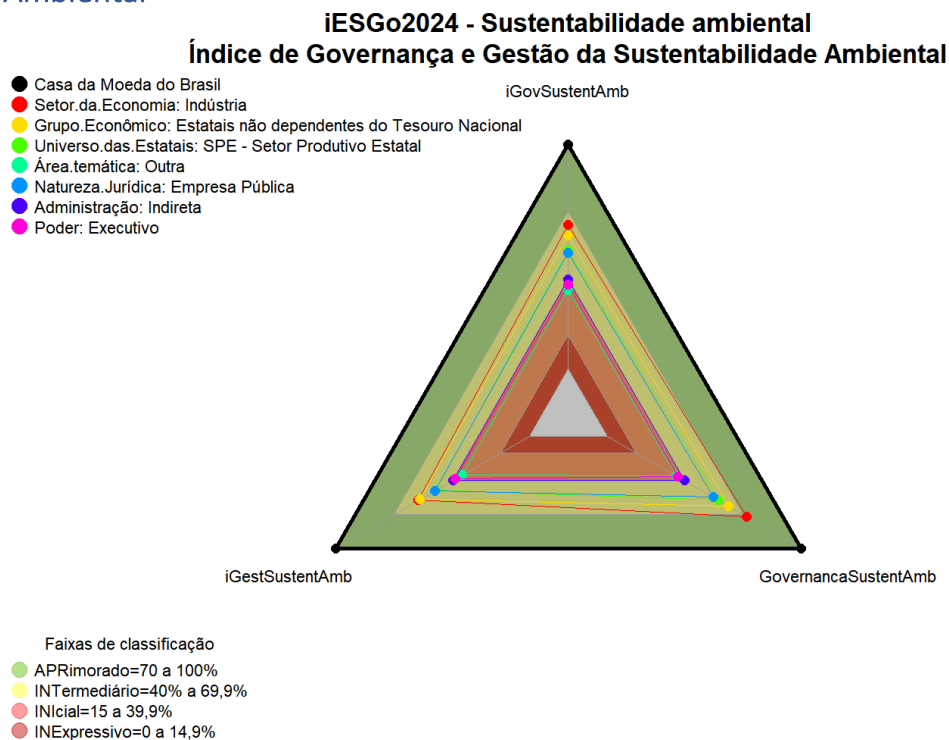 Ambiental
iESGo2024 - Sustentabilidade ambiental
Índice de Governança e Gestão da Sustentabilidade Ambiental
Casa da Moeda do Brasil
Setor.da.Economia: Indústria
Grupo.Econômico: Estatais não dependentes do Tesouro Nacional
Universo.das.Estatais: SPE - Setor Produtivo Estatal
Área.temática: Outra
Natureza.Jurídica: Empresa Pública
Administração: Indireta
Poder: Executivo
iGovSustentAmb
iGestSustentAmb
GovernancaSustentAmb
Faixas de classificação
APRimorado=70 a 100%
INTermediário=40% a 69,9%
INIcial=15 a 39,9%
INExpressivo=0 a 14,9%